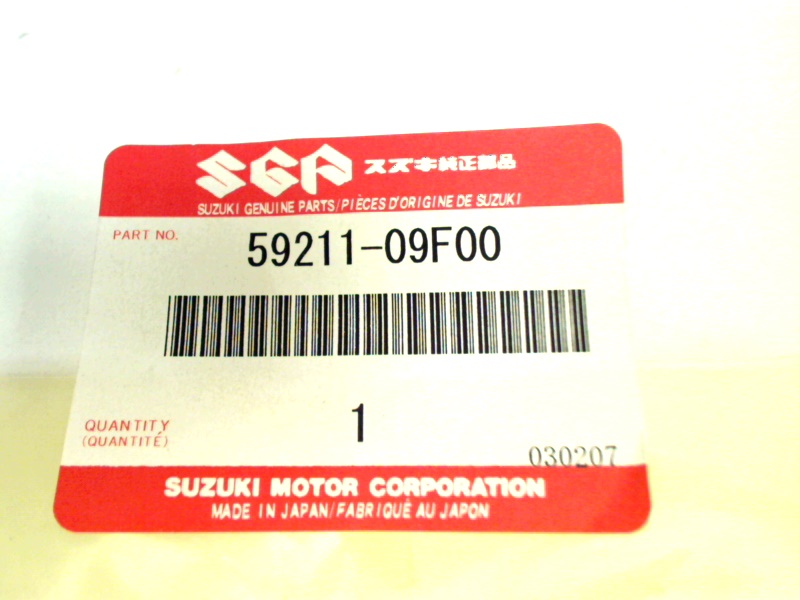 SGP スズキ純正部品
SUZUKI GENUINE PARTS/PIÈCES D'ORIGINE DE SUZUKI
PART NO. 59211-09F00
QUANTITY 1
(QUANTITÉ)
030207
SUZUKI MOTOR CORPORATION
MADE IN JAPAN/FABRIQUÉ AU JAPON